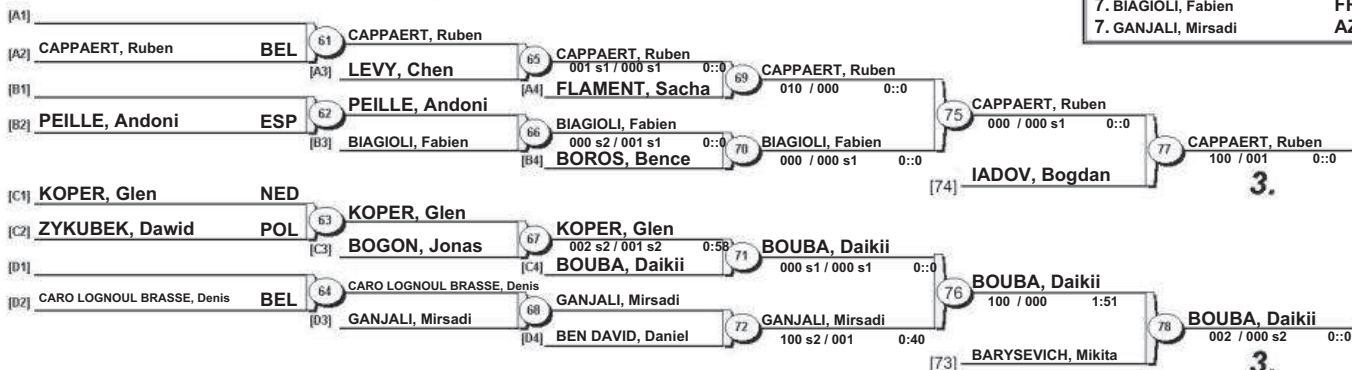 7. BIAGIOLI, Fabien
7. GANJALI, Mirsadi AZ
[A1]
[A2] CAPPAERT, Ruben BEL
61 CAPPAERT, Ruben
[A3] LEVY, Chen
65 CAPPAERT, Ruben
001 s1 / 000 s1 0::0
[A4] FLAMENT, Sacha
69 CAPPAERT, Ruben
010 / 000 0::0
[B1]
[B2] PEILLE, Andoni ESP
62 PEILLE, Andoni
[B3] BIAGIOLI, Fabien
66 BIAGIOLI, Fabien
000 s2 / 001 s1 0::0
[B4] BOROS, Bence
70 BIAGIOLI, Fabien
000 / 000 s1 0::0
75 CAPPAERT, Ruben
000 / 000 s1 0::0
[74] IADOV, Bogdan
77 CAPPAERT, Ruben
100 / 001 0::0
3.
[C1] KOPER, Glen NED
[C2] ZYKUBEK, Dawid POL
63 KOPER, Glen
[C3] BOGON, Jonas
67 KOPER, Glen
002 s2 / 001 s2 0:58
[C4] BOUBA, Daikii
71 BOUBA, Daikii
000 s1 / 000 s1 0::0
[D1]
[D2] CARO LOGNOUL BRASSE, Denis BEL
64 CARO LOGNOUL BRASSE, Denis
[D3] GANJALI, Mirsadi
68 GANJALI, Mirsadi
[D4] BEN DAVID, Daniel
72 GANJALI, Mirsadi
100 s2 / 001 0:40
76 BOUBA, Daikii
100 / 000 1:51
[73] BARYSEVICH, Mikita
78 BOUBA, Daikii
002 / 000 s2 0::0
3.